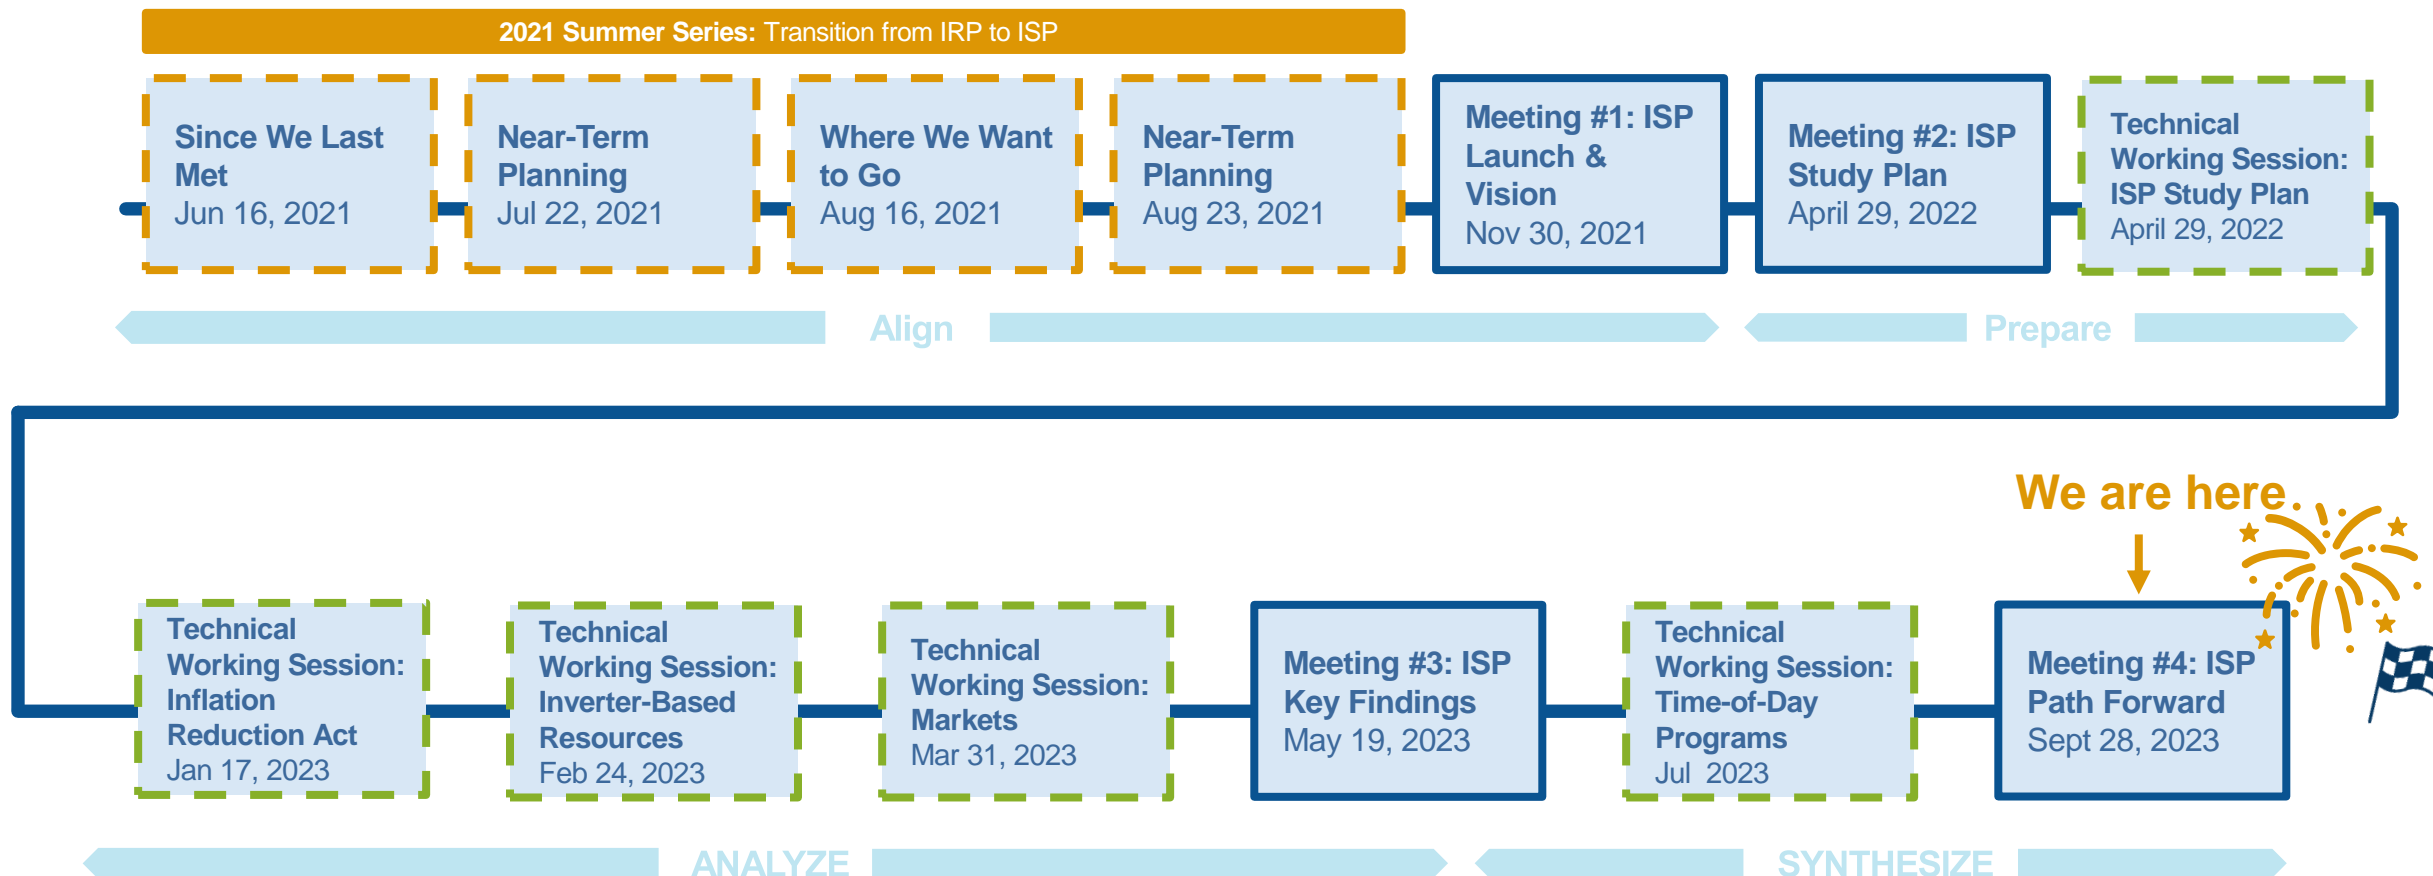 2021 Summer Series: Transition from IRP to ISP
Since We Last
Met
Jun 16, 2021
Near-Term
Planning
Jul 22, 2021
Where We Want
to Go
Aug 16, 2021
Near-Term
Planning
Aug 23, 2021
Meeting #1: ISP
Launch &
Vision
Nov 30, 2021
Meeting #2: ISP
Study Plan
April 29, 2022
Technical
Working Session:
ISP Study Plan
April 29, 2022
Align
Prepare
We are here
Technical
Working Session:
Inflation
Reduction Act
Jan 17, 2023
Technical
Working Session:
Inverter-Based
Resources
Feb 24, 2023
Technical
Working Session:
Markets
Mar 31, 2023
Meeting #3: ISP
Key Findings
May 19, 2023
Technical
Working Session:
Time-of-Day
Programs
Jul 2023
Meeting #4: ISP
Path Forward
Sept 28, 2023
ANALYZE
SYNTHESIZE